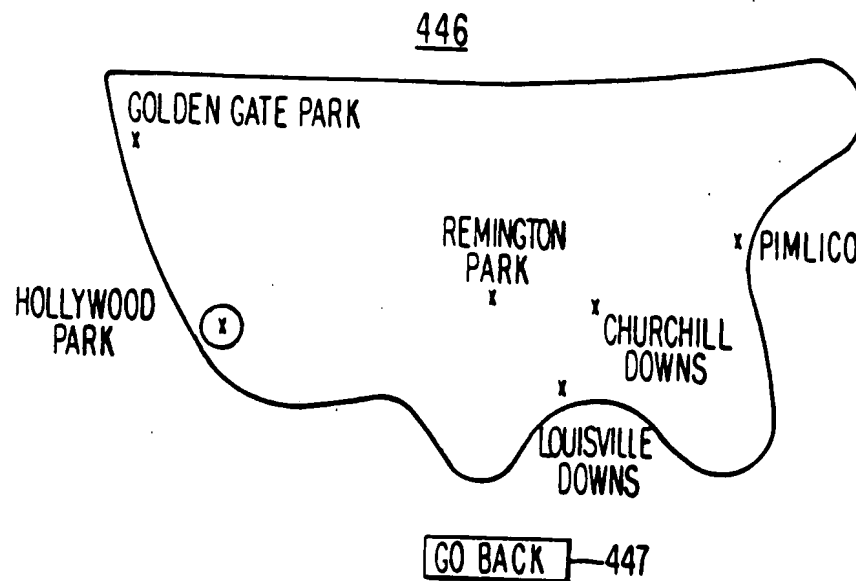 446
GOLDEN GATE PARK
x
REMINGTON
PARK
x
x PIMLICO
HOLLYWOOD
PARK
x
x
CHURCHILL
DOWNS
x
LOUISVILLE
DOWNS
GO BACK 447